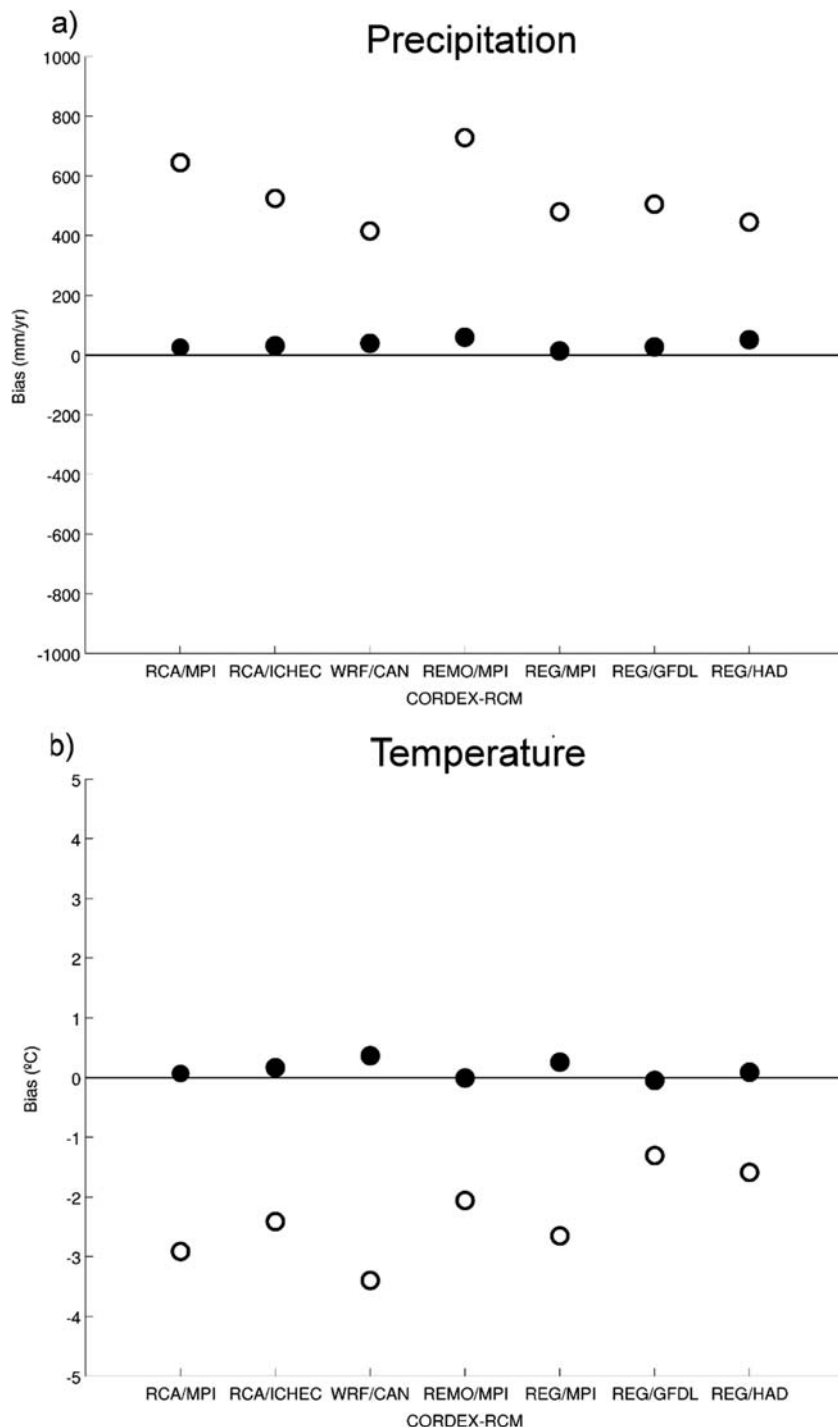 a)
Precipitation
1000
800
600
400
200
0
-200
-400
-600
-800
-1000
Bias (mm/yr)
RCA/MPI RCA/ICHEC WRF/CAN REMO/MPI REG/MPI REG/GFDL REG/HAD
CORDEX-RCM
b)
Temperature
5
4
3
2
1
0
-1
-2
-3
-4
-5
Bias (ºC)
RCA/MPI RCA/ICHEC WRF/CAN REMO/MPI REG/MPI REG/GFDL REG/HAD
CORDEX-RCM